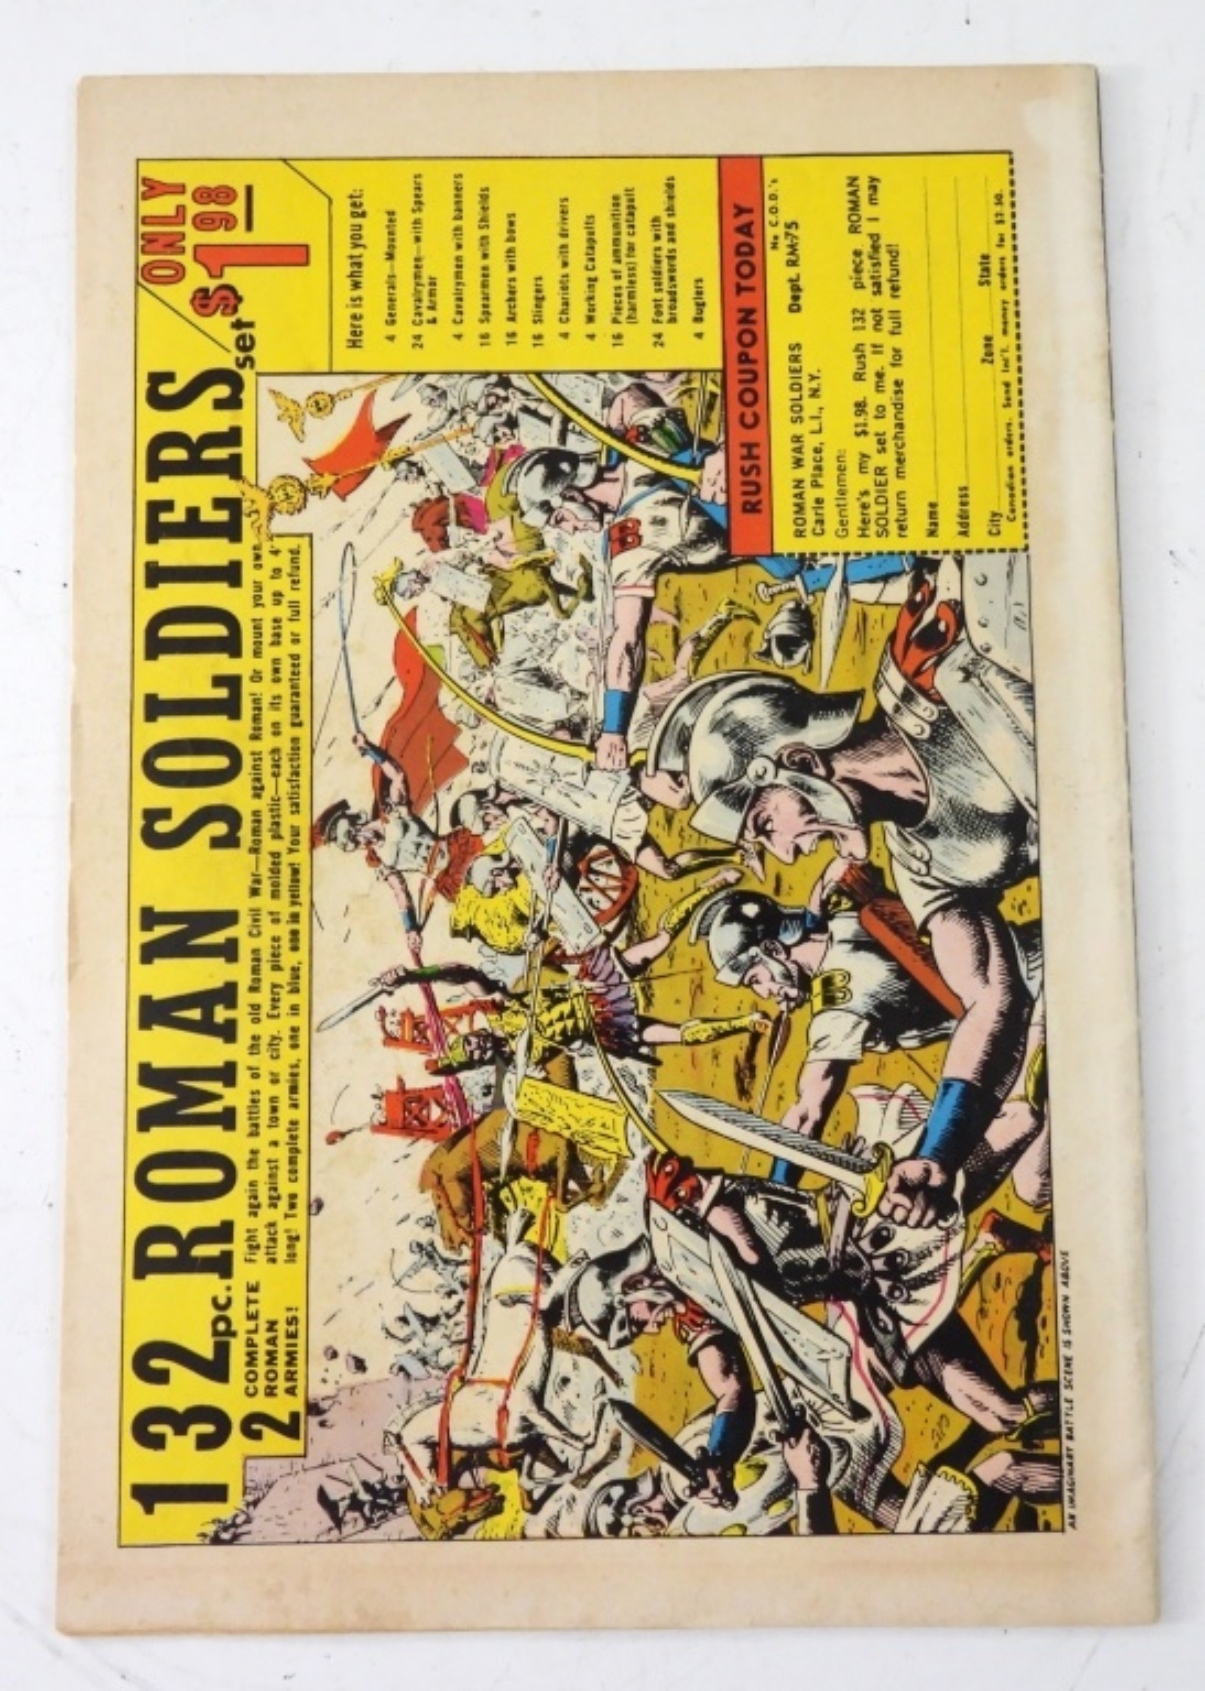 132 pc. ROMAN SOLDIERS set
ONLY
$1.98
2 COMPLETE
ROMAN
ARMIES!
Fight again the battles of the old Roman Civil War—Roman against Roman! Or mount your own
attack against a town or city. Every piece of molded plastic—each on its own base up to 4"
long! Two complete armies, one in blue, one in yellow! Your satisfaction guaranteed or full refund.
Here is what you get:
4 Generals—Mounted
24 Cavalrymen—with Spears
& Armor
4 Cavalrymen with banners
16 Spearmen with Shields
16 Archers with bows
16 Slingers
4 Chariots with drivers
4 Working Catapults
16 Pieces of ammunition
(harmless) for catapult
24 Foot soldiers with
broadswords and shields
4 Buglers
RUSH COUPON TODAY
No C.O.D.'s
ROMAN WAR SOLDIERS Dept. RM-75
Carle Place, L.I., N.Y.
Gentlemen:
Here's my $1.98. Rush 132 piece ROMAN
SOLDIER set to me. If not satisfied I may
return merchandise for full refund!
Name
Address
City Zone State
Canadian orders. Send Int'l. money orders for $2.50.
AN IMAGINARY BATTLE SCENE IS SHOWN ABOVE